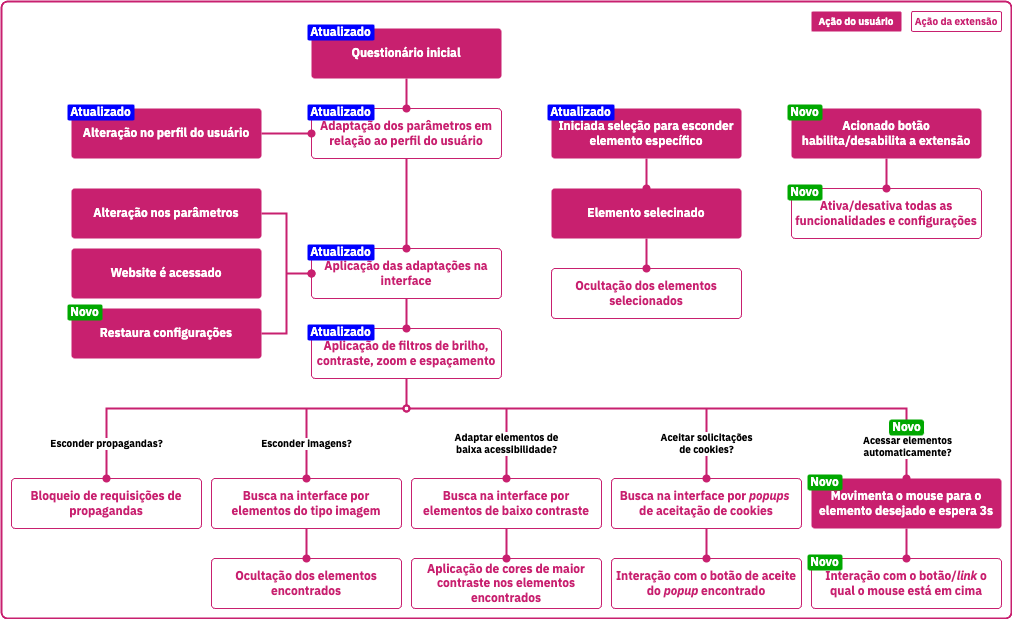 Ação do usuário
Ação da extensão
Atualizado
Questionário inicial
Atualizado
Alteração no perfil do usuário
Atualizado
Adaptação dos parâmetros em
relação ao perfil do usuário
Atualizado
Iniciada seleção para esconder
elemento específico
Novo
Acionado botão
habilita/desabilita a extensão
Alteração nos parâmetros
Elemento selecinado
Novo
Ativa/desativa todas as
funcionalidades e configurações
Website é acessado
Atualizado
Aplicação das adaptações na
interface
Ocultação dos elementos
selecionados
Novo
Restaura configurações
Atualizado
Aplicação de filtros de brilho,
contraste, zoom e espaçamento
Esconder propagandas?
Esconder imagens?
Adaptar elementos de
baixa acessibilidade?
Aceitar solicitações
de cookies?
Novo
Acessar elementos
automaticamente?
Bloqueio de requisições de
propagandas
Busca na interface por
elementos do tipo imagem
Busca na interface por
elementos de baixo contraste
Busca na interface por popups
de aceitação de cookies
Novo
Movimenta o mouse para o
elemento desejado e espera 3s
Ocultação dos elementos
encontrados
Aplicação de cores de maior
contraste nos elementos
encontrados
Interação com o botão de aceite
do popup encontrado
Novo
Interação com o botão/link o
qual o mouse está em cima